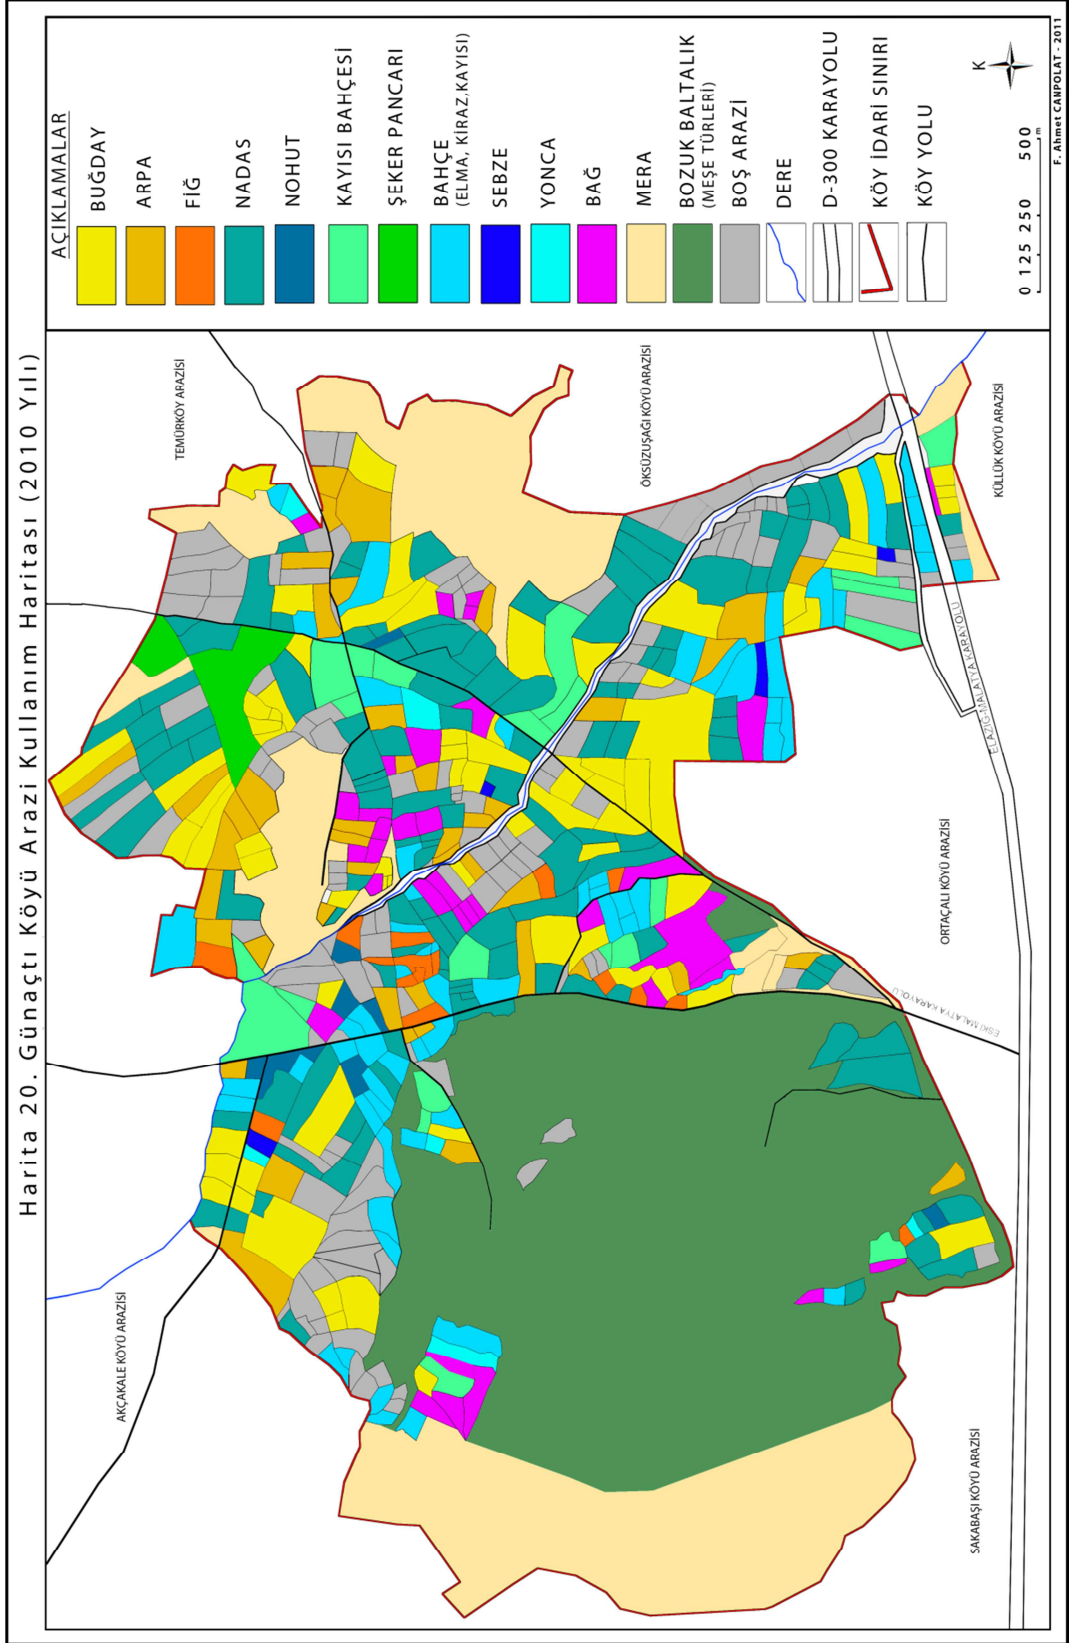 Harita 20. Günaçtı Köyü Arazi Kullanım Haritası (2010 Yılı)
AKÇAKALE KÖYÜ ARAZİSİ
TEMÜRKÖY ARAZİSİ
ÖKSÜZUŞAĞI KÖYÜ ARAZİSİ
KÜLLÜK KÖYÜ ARAZİSİ
ORTAÇALI KÖYÜ ARAZİSİ
SAKABAŞI KÖYÜ ARAZİSİ
ELAZIĞ-MALATYA KARAYOLU
ESKİ MALATYA KARAYOLU
AÇIKLAMALAR
BUĞDAY
ARPA
FİĞ
NADAS
NOHUT
KAYISI BAHÇESİ
ŞEKER PANCARI
BAHÇE
(ELMA, KİRAZ,KAYISI)
SEBZE
YONCA
BAĞ
MERA
BOZUK BALTALIK
(MEŞE TÜRLERİ)
BOŞ ARAZİ
DERE
D-300 KARAYOLU
KÖY İDARİ SINIRI
KÖY YOLU
K
0 125 250 500
m
F. Ahmet CANPOLAT - 2011